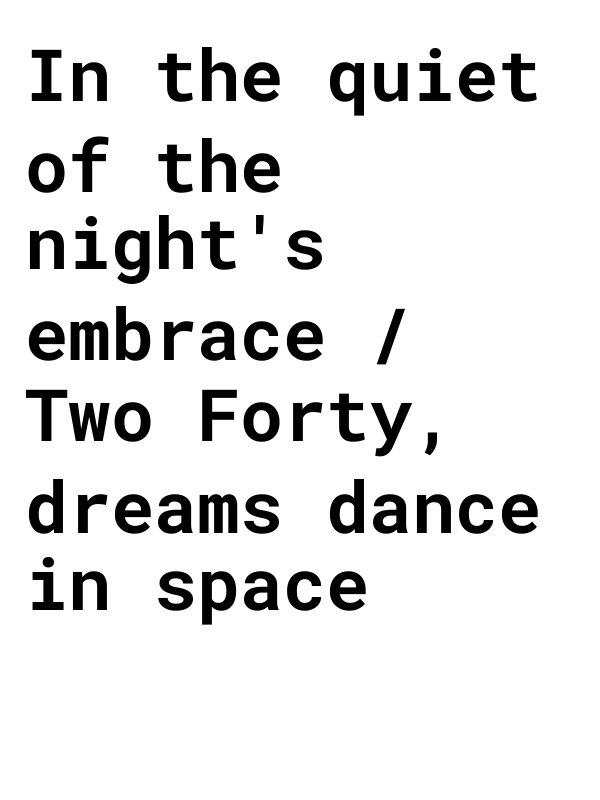 In the quiet
of the
night's
embrace /
Two Forty,
dreams dance
in space